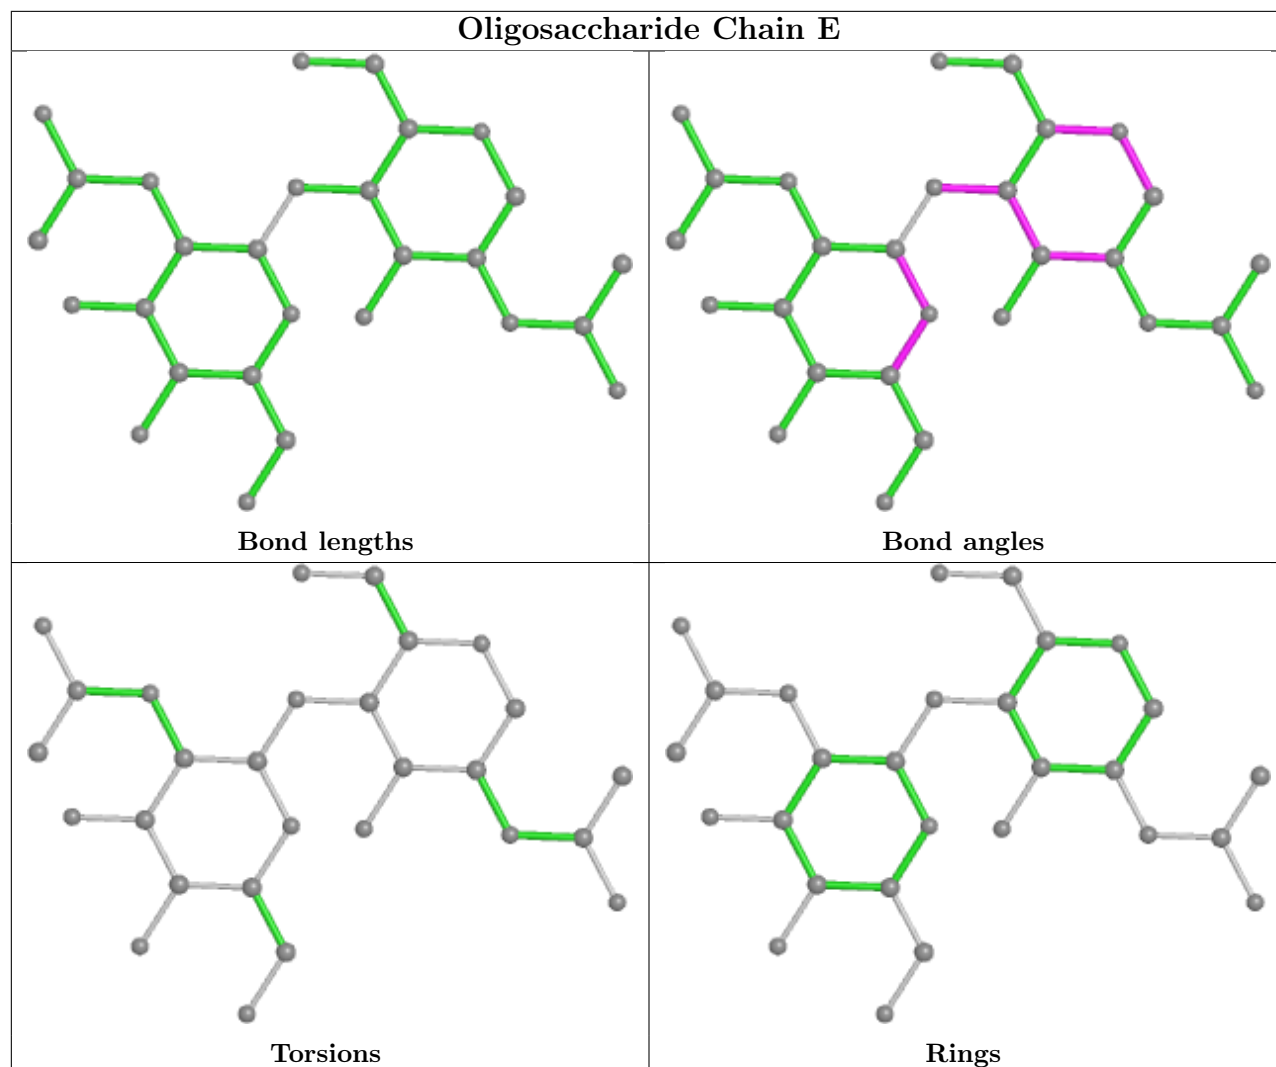 Oligosaccharide Chain E
Bond lengths
Bond angles
Torsions
Rings